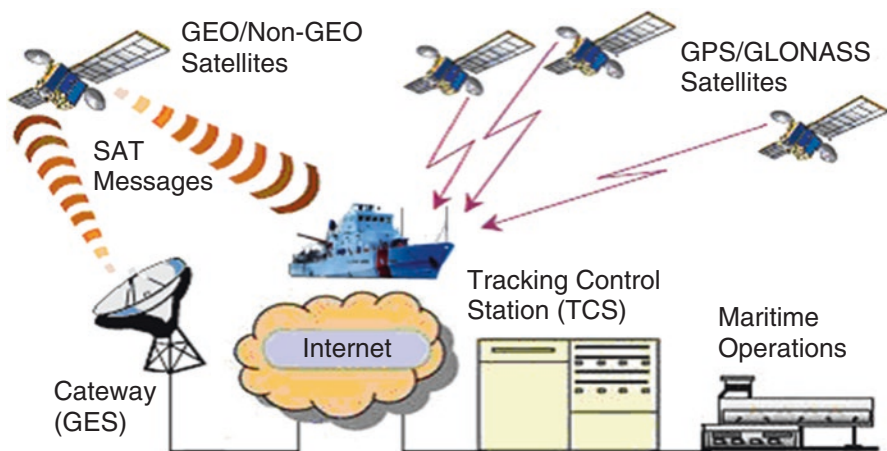 GEO/Non-GEO
Satellites
GPS/GLONASS
Satellites
SAT
Messages
Tracking Control
Station (TCS)
Maritime
Operations
Internet
Cateway
(GES)